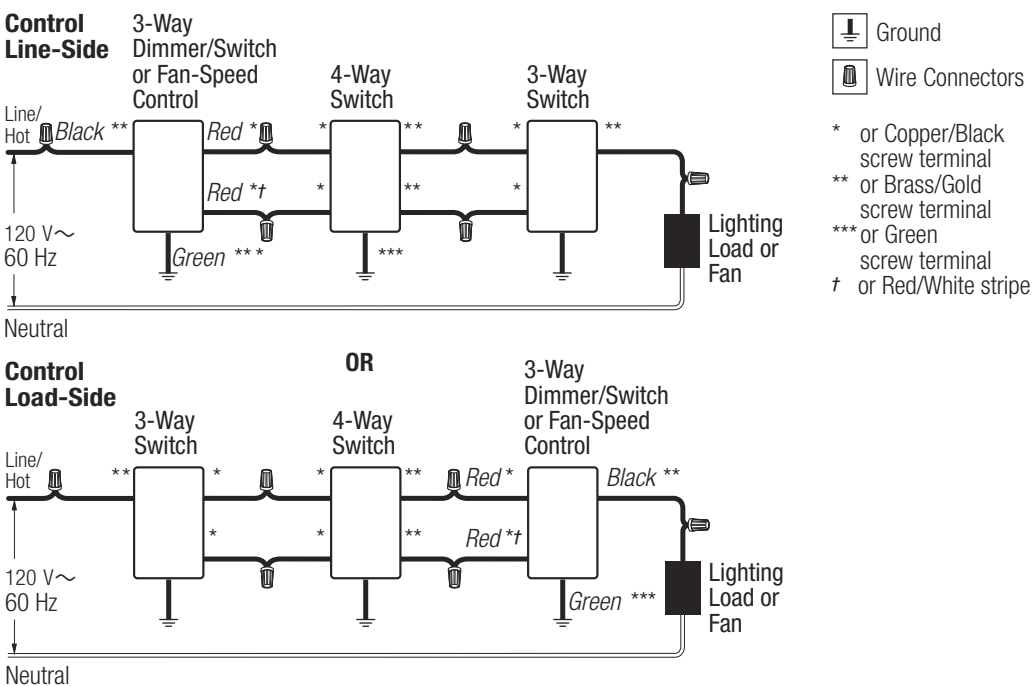 Control
Line-Side
3-Way
Dimmer/Switch
or Fan-Speed
Control
4-Way
Switch
3-Way
Switch
Line/
Hot
Black **
Red *
*
**
*
**
Red *†
*
**
*
120 V~
60 Hz
Green ** *
***
Lighting
Load or
Fan
Neutral
Ground
Wire Connectors
* or Copper/Black
screw terminal
** or Brass/Gold
screw terminal
*** or Green
screw terminal
† or Red/White stripe
OR
Control
Load-Side
3-Way
Switch
4-Way
Switch
3-Way
Dimmer/Switch
or Fan-Speed
Control
Line/
Hot
**
*
*
**
Red *
Black **
*
*
**
Red *†
120 V~
60 Hz
Green ***
Lighting
Load or
Fan
Neutral